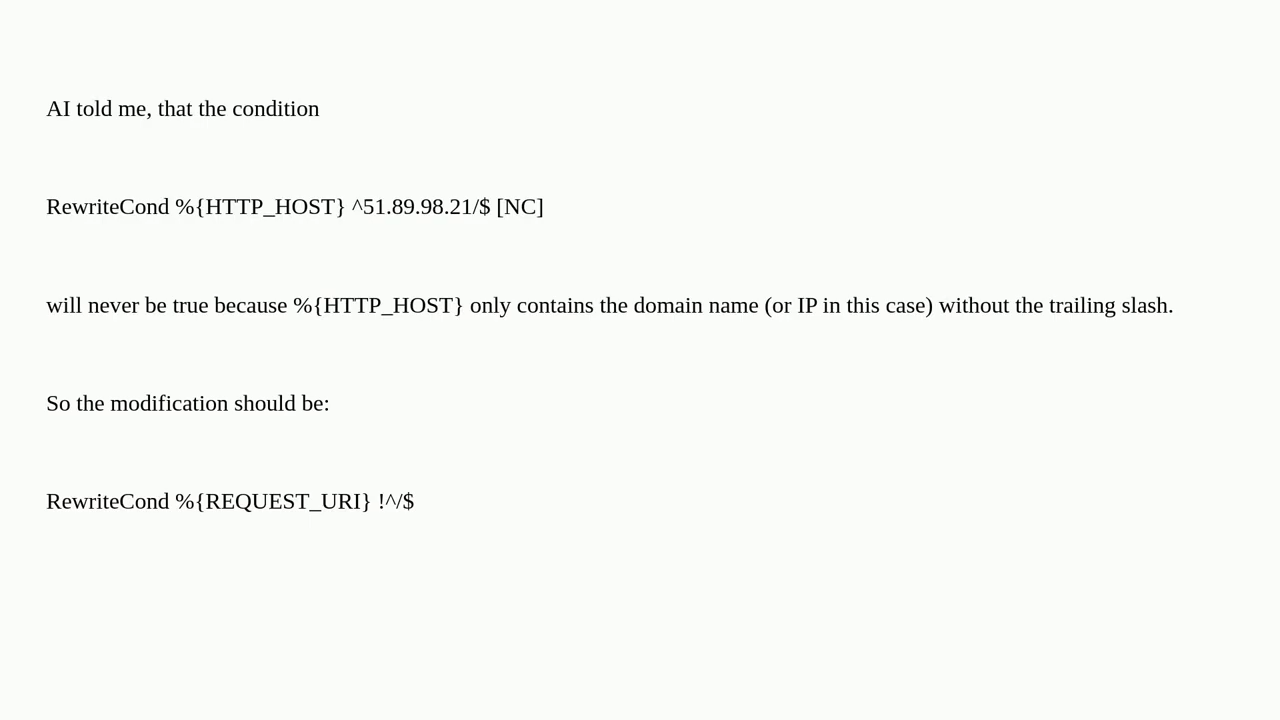 AI told me, that the condition
RewriteCond %{HTTP_HOST} ^51.89.98.21/$ [NC]
will never be true because %{HTTP_HOST} only contains the domain name (or IP in this case) without the trailing slash.
So the modification should be:
RewriteCond %{REQUEST_URI} !^/$